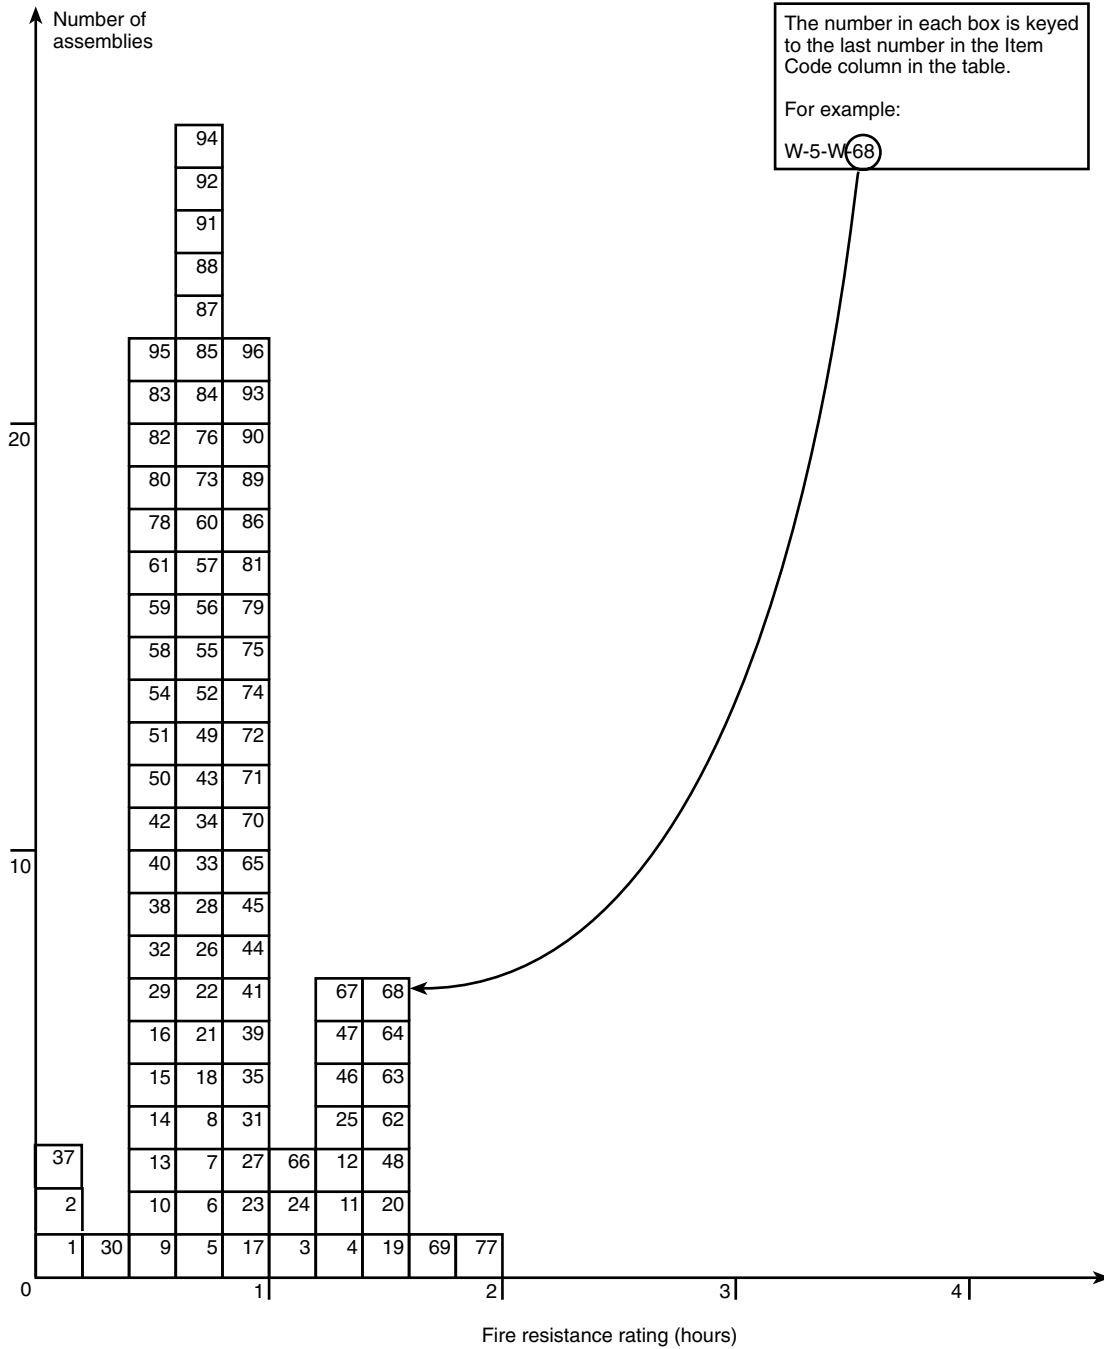 Number of
assemblies
The number in each box is keyed
to the last number in the Item
Code column in the table.
For example:
W-5-W-68
94
92
91
88
87
95 85 96
83 84 93
20
82 76 90
80 73 89
78 60 86
61 57 81
59 56 79
58 55 75
54 52 74
51 49 72
50 43 71
42 34 70
10
40 33 65
38 28 45
32 26 44
29 22 41 67 68
16 21 39 47 64
15 18 35 46 63
14 8 31 25 62
37 13 7 27 66 12 48
2 10 6 23 24 11 20
1 30 9 5 17 3 4 19 69 77
0 1 2 3 4
Fire resistance rating (hours)